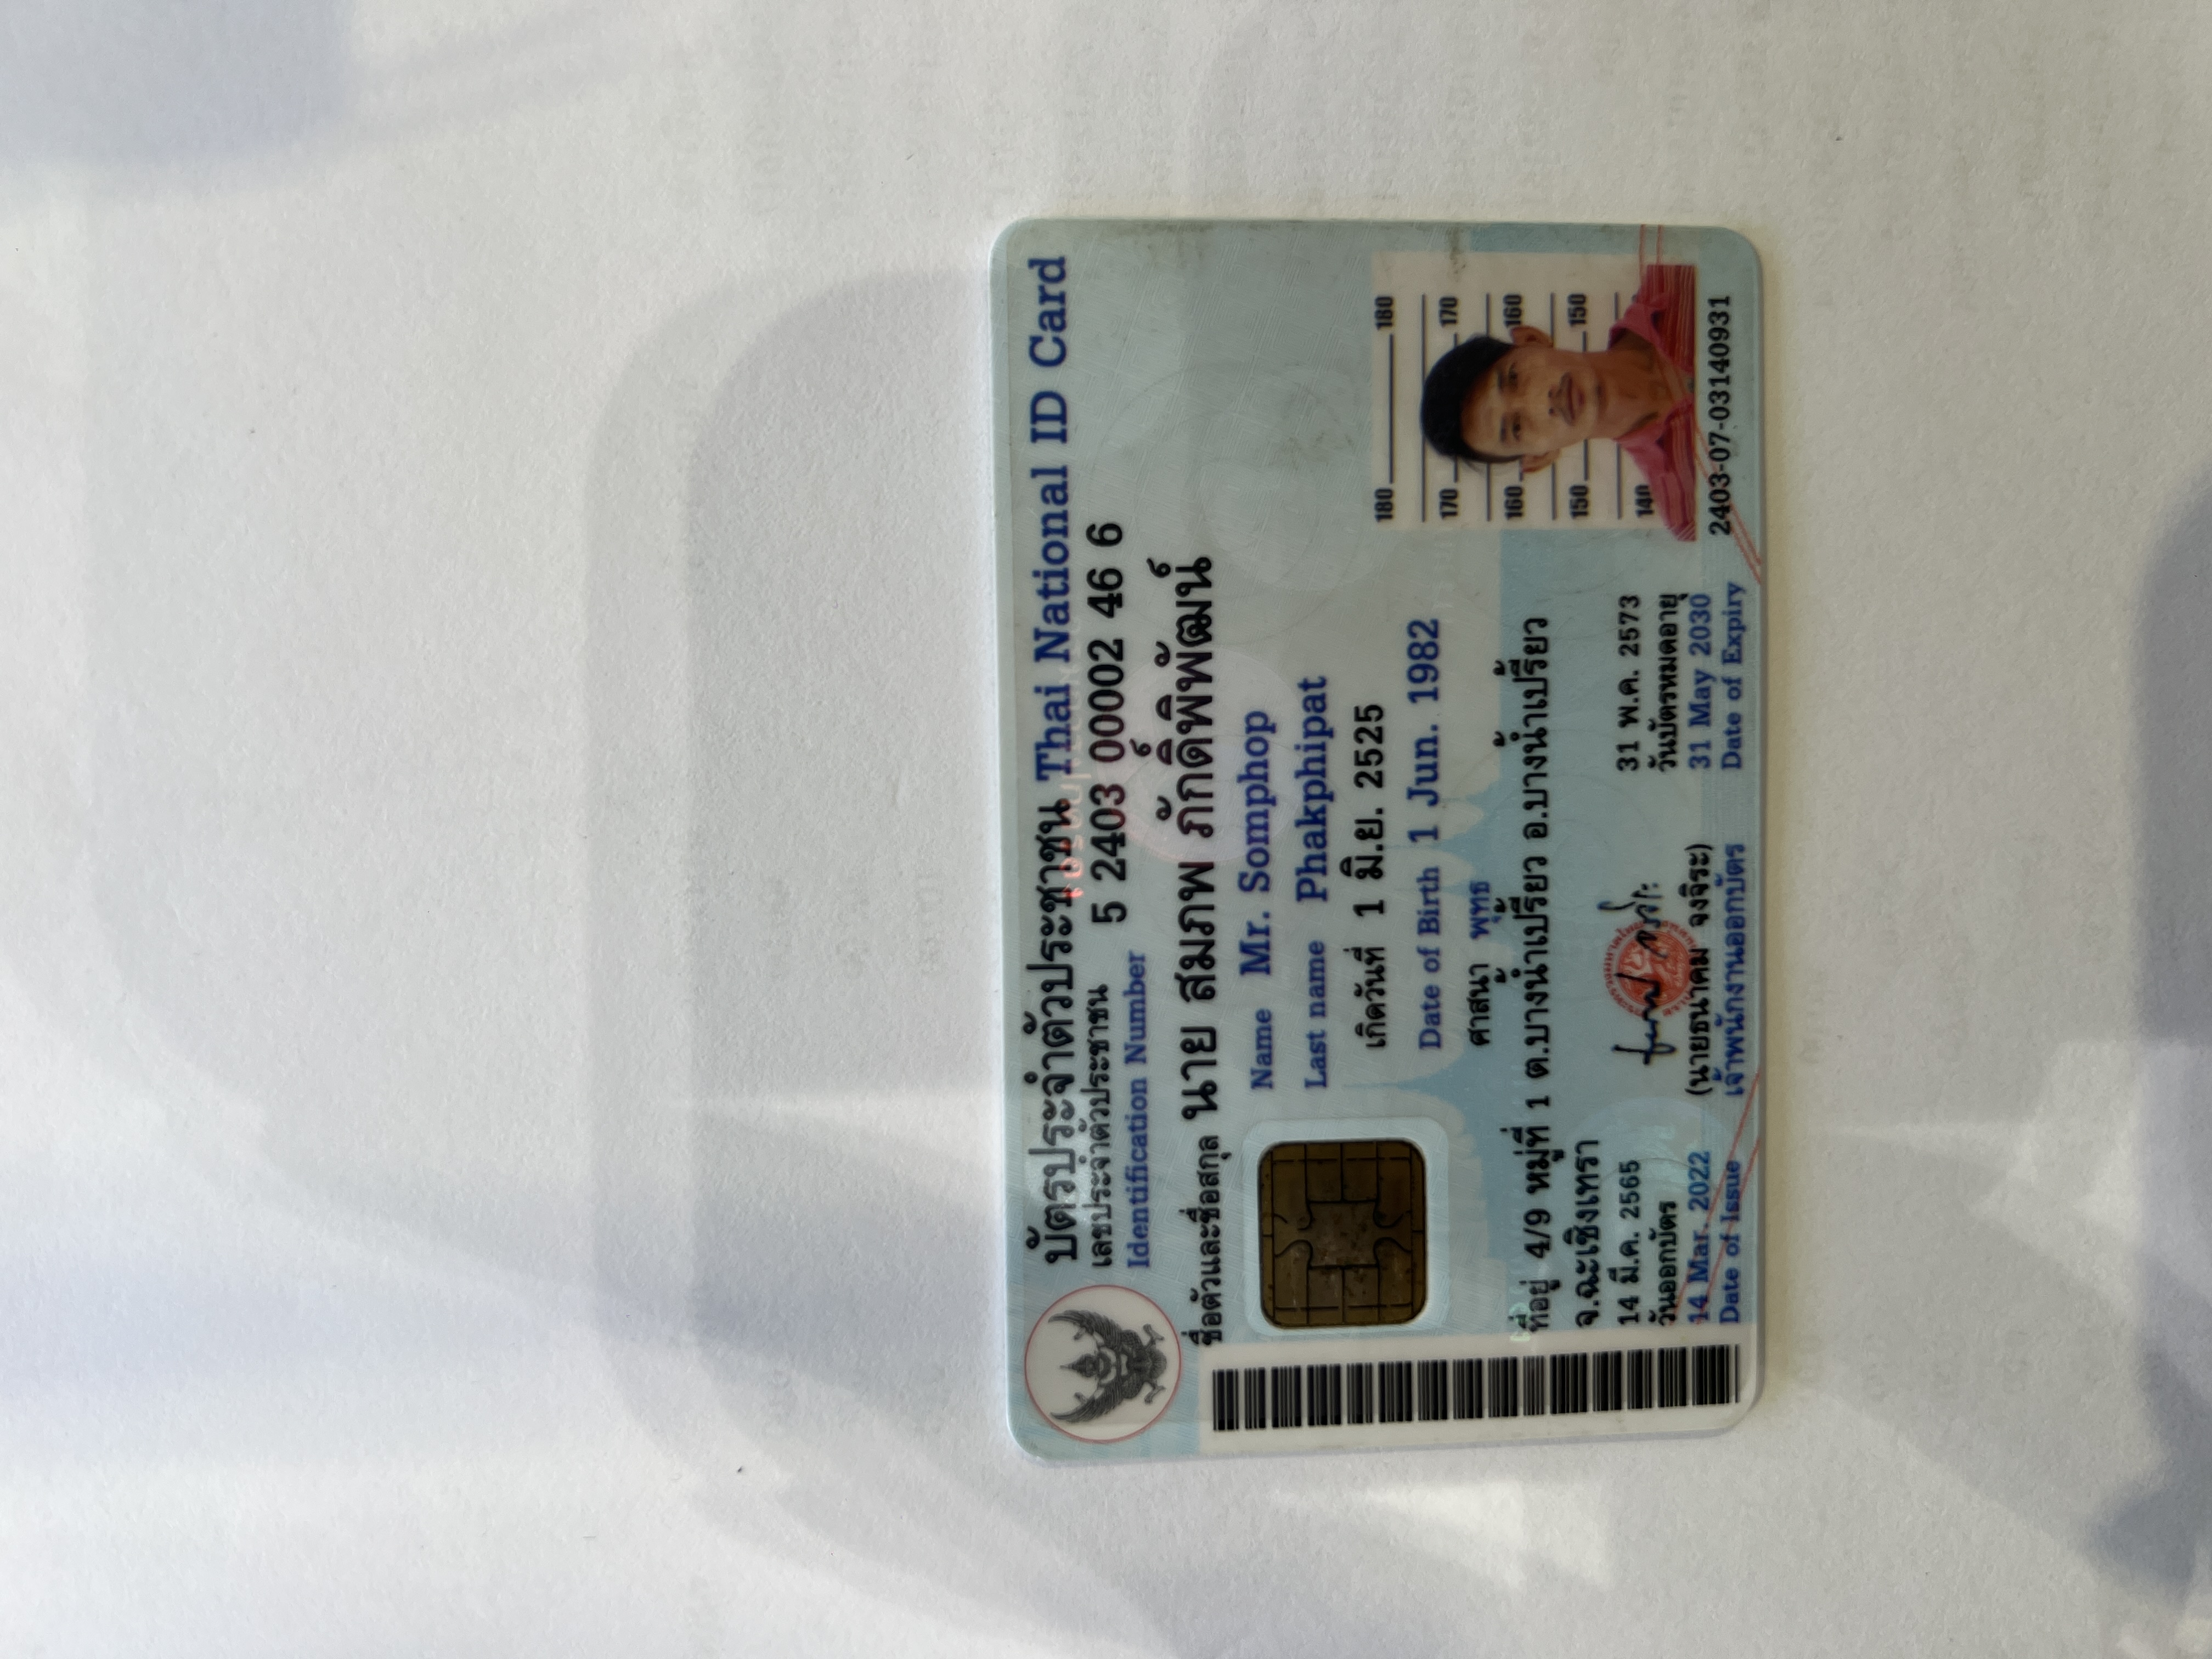 บัตรประจำตัวประชาชน Thai National ID Card
เลขประจำตัวประชาชน 5 2403 00002 46 6
Identification Number
ชื่อตัวและชื่อสกุล นาย สมภพ ภักดิ์พิพัฒน์
Name Mr. Somphop
Last name Phakphipat
เกิดวันที่ 1 มิ.ย. 2525
Date of Birth 1 Jun. 1982
ศาสนา พุทธ
ที่อยู่ 4/9 หมู่ที่ 1 ต.บางน้ำเปรี้ยว อ.บางน้ำเปรี้ยว
จ.ฉะเชิงเทรา
14 มี.ค. 2565
วันออกบัตร
14 Mar. 2022
Date of Issue
(นายธนาคม จงจิระ)
เจ้าพนักงานออกบัตร
31 พ.ค. 2573
วันบัตรหมดอายุ
31 May 2030
Date of Expiry
180 180
170 170
160 160
150 150
140
2403-07-03140931